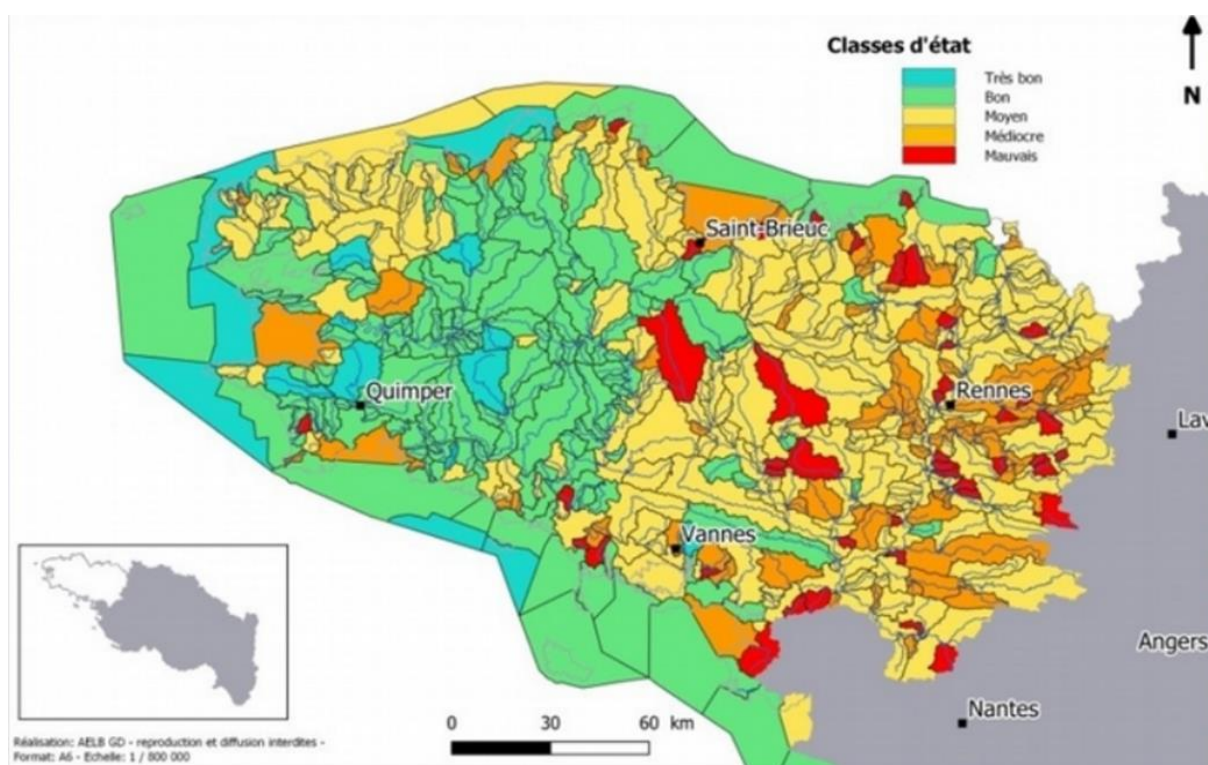 Classes d'état
Très bon
Bon
Moyen
Médiocre
Mauvais
N
Saint-Brieuc
Quimper
Rennes
Lav
Vannes
Angers
Nantes
0 30 60 km
Réalisation: AELB GD - reproduction et diffusion interdites -
Format: A6 - Echelle: 1 / 800 000